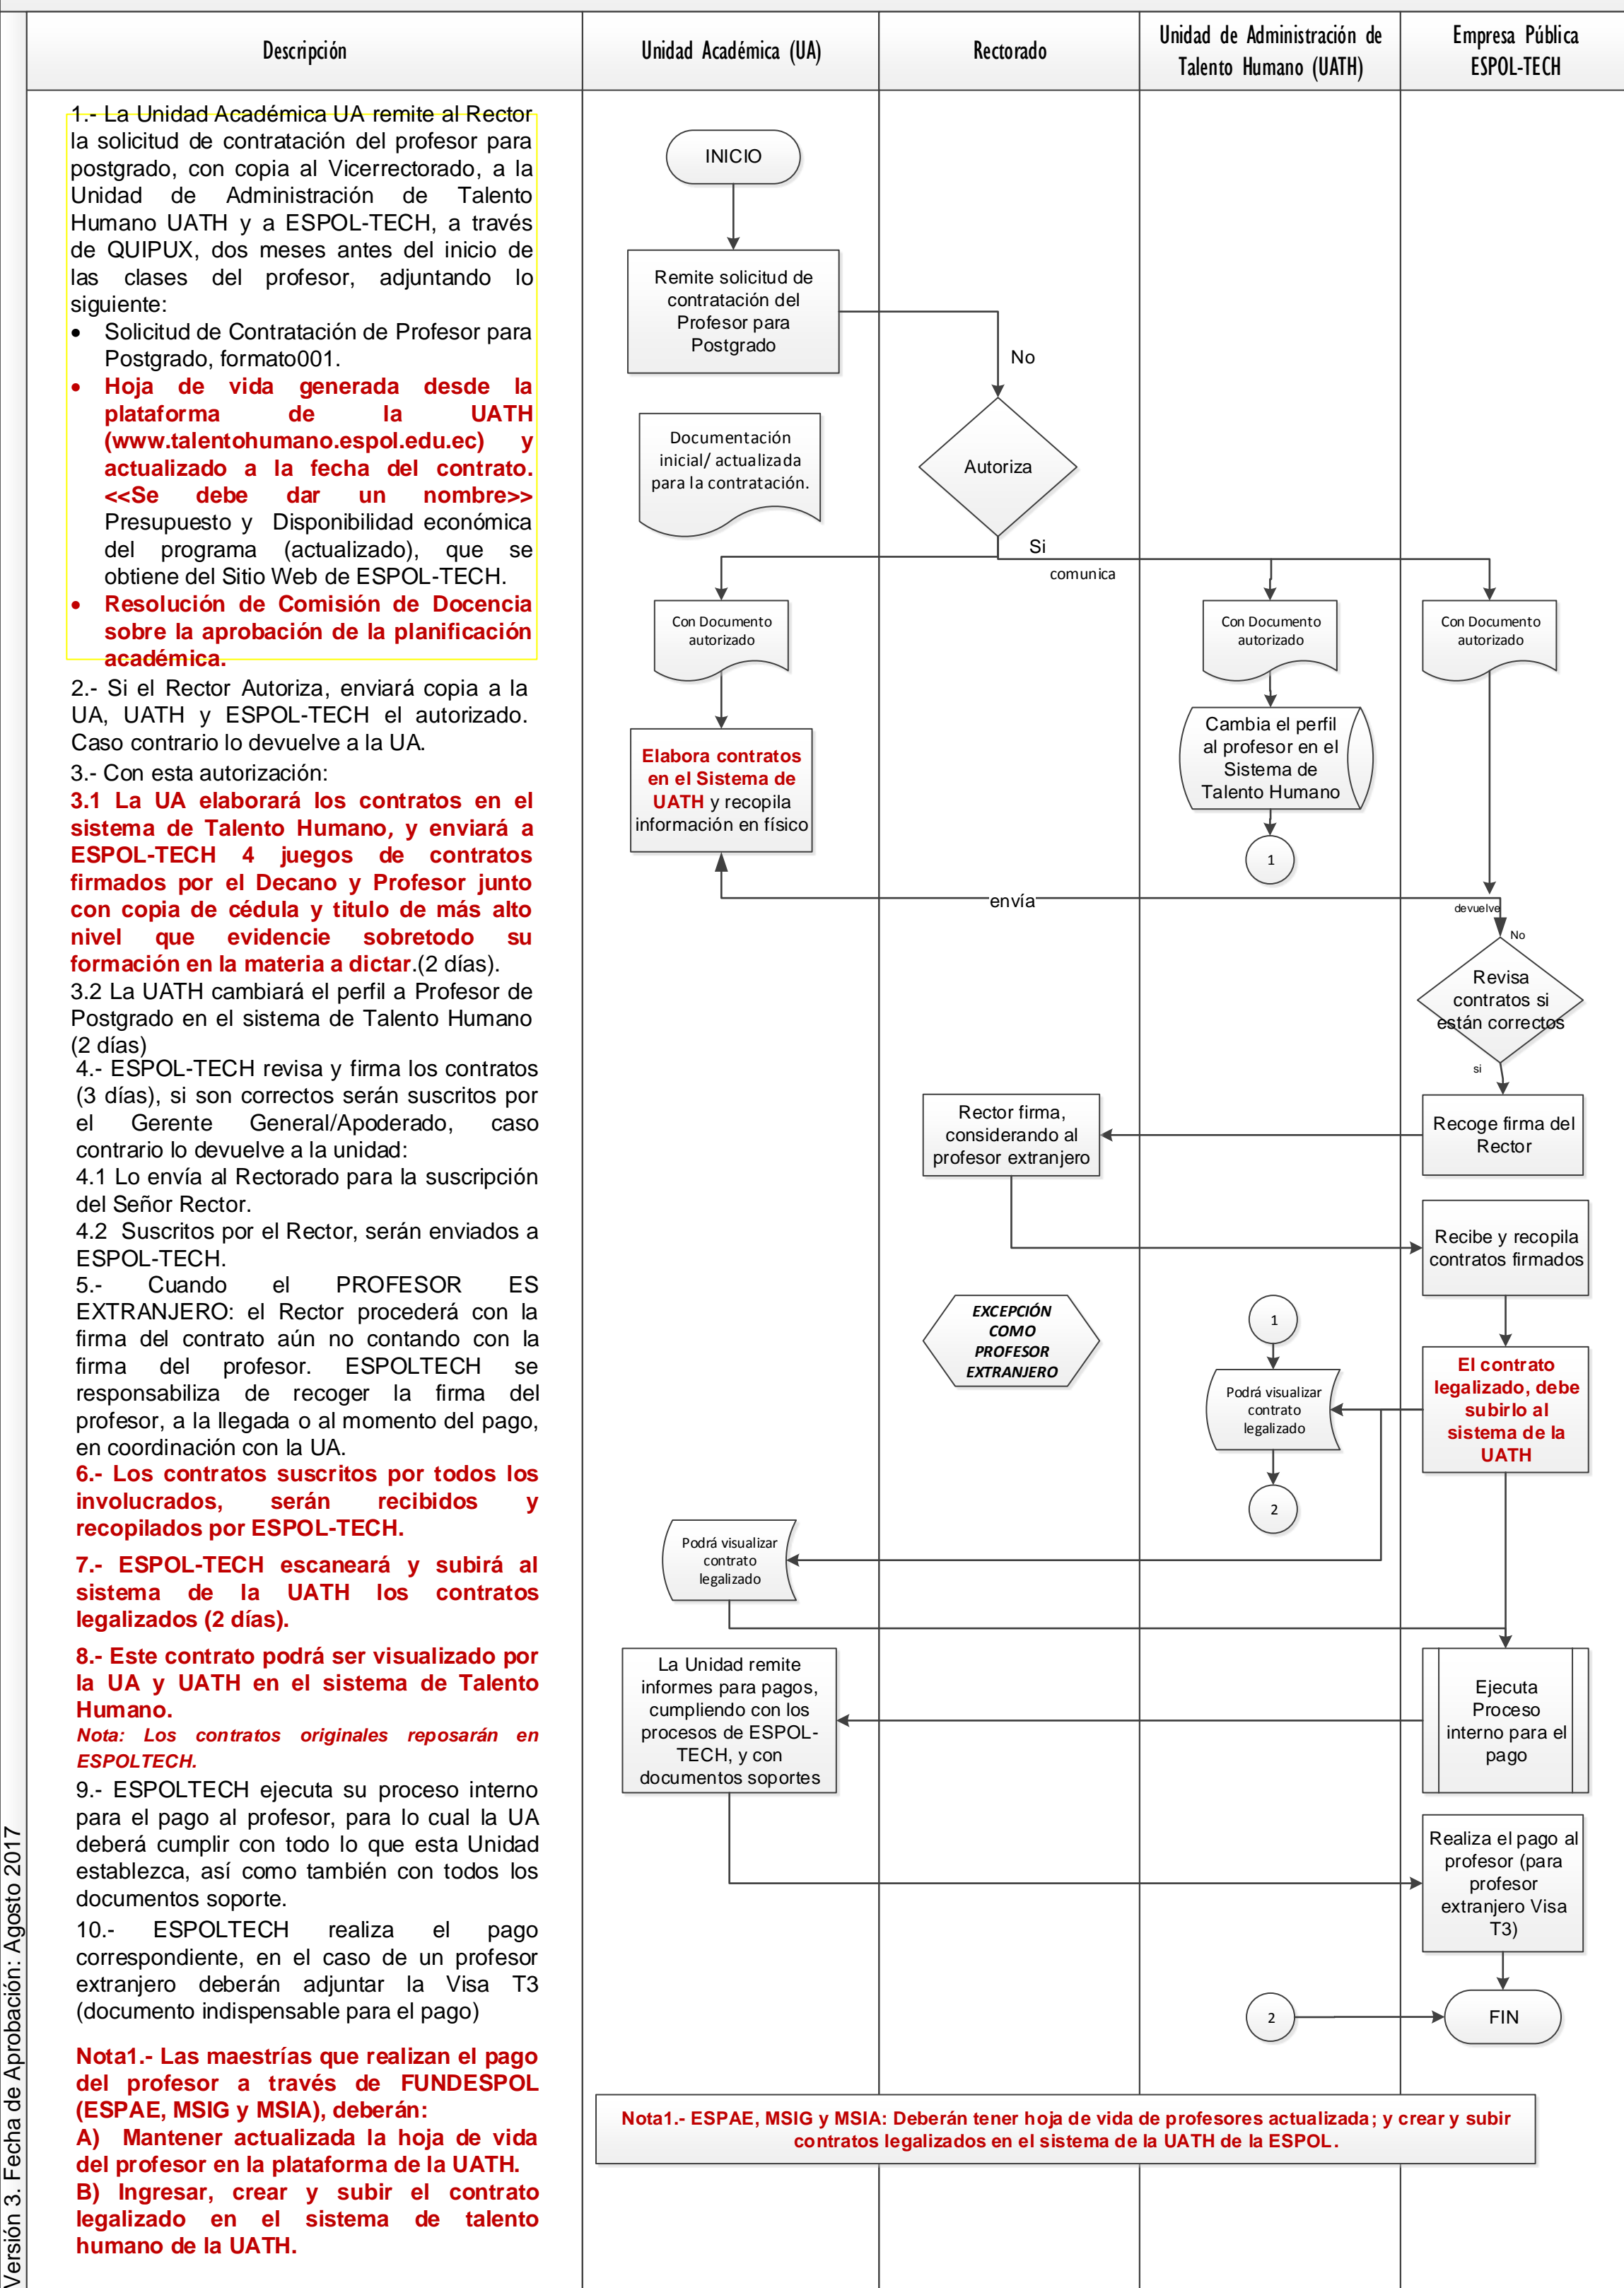 Descripción
Unidad Académica (UA)
Rectorado
Unidad de Administración de
Talento Humano (UATH)
Empresa Pública
ESPOL-TECH
1.- La Unidad Académica UA remite al Rector
la solicitud de contratación del profesor para
postgrado, con copia al Vicerrectorado, a la
Unidad de Administración de Talento
Humano UATH y a ESPOL-TECH, a través
de QUIPUX, dos meses antes del inicio de
las clases del profesor, adjuntando lo
siguiente:
• Solicitud de Contratación de Profesor para
Postgrado, formato001.
• Hoja de vida generada desde la
plataforma de la UATH
(www.talentohumano.espol.edu.ec) y
actualizado a la fecha del contrato.
<<Se debe dar un nombre>>
Presupuesto y Disponibilidad económica
del programa (actualizado), que se
obtiene del Sitio Web de ESPOL-TECH.
• Resolución de Comisión de Docencia
sobre la aprobación de la planificación
académica.
2.- Si el Rector Autoriza, enviará copia a la
UA, UATH y ESPOL-TECH el autorizado.
Caso contrario lo devuelve a la UA.
3.- Con esta autorización:
3.1 La UA elaborará los contratos en el
sistema de Talento Humano, y enviará a
ESPOL-TECH 4 juegos de contratos
firmados por el Decano y Profesor junto
con copia de cédula y titulo de más alto
nivel que evidencie sobretodo su
formación en la materia a dictar.(2 días).
3.2 La UATH cambiará el perfil a Profesor de
Postgrado en el sistema de Talento Humano
(2 días)
4.- ESPOL-TECH revisa y firma los contratos
(3 días), si son correctos serán suscritos por
el Gerente General/Apoderado, caso
contrario lo devuelve a la unidad:
4.1 Lo envía al Rectorado para la suscripción
del Señor Rector.
4.2 Suscritos por el Rector, serán enviados a
ESPOL-TECH.
5.- Cuando el PROFESOR ES
EXTRANJERO: el Rector procederá con la
firma del contrato aún no contando con la
firma del profesor. ESPOLTECH se
responsabiliza de recoger la firma del
profesor, a la llegada o al momento del pago,
en coordinación con la UA.
6.- Los contratos suscritos por todos los
involucrados, serán recibidos y
recopilados por ESPOL-TECH.
7.- ESPOL-TECH escaneará y subirá al
sistema de la UATH los contratos
legalizados (2 días).
8.- Este contrato podrá ser visualizado por
la UA y UATH en el sistema de Talento
Humano.
Nota: Los contratos originales reposarán en
ESPOLTECH.
9.- ESPOLTECH ejecuta su proceso interno
para el pago al profesor, para lo cual la UA
deberá cumplir con todo lo que esta Unidad
establezca, así como también con todos los
documentos soporte.
10.- ESPOLTECH realiza el pago
correspondiente, en el caso de un profesor
extranjero deberán adjuntar la Visa T3
(documento indispensable para el pago)
Nota1.- Las maestrías que realizan el pago
del profesor a través de FUNDESPOL
(ESPAE, MSIG y MSIA), deberán:
A) Mantener actualizada la hoja de vida
del profesor en la plataforma de la UATH.
B) Ingresar, crear y subir el contrato
legalizado en el sistema de talento
humano de la UATH.
Versión 3. Fecha de Aprobación: Agosto 2017
INICIO
Remite solicitud de
contratación del
Profesor para
Postgrado
No
Documentación
inicial/ actualizada
para la contratación.
Autoriza
Si
comunica
Con Documento
autorizado
Con Documento
autorizado
Con Documento
autorizado
Elabora contratos
en el Sistema de
UATH y recopila
información en físico
Cambia el perfil
al profesor en el
Sistema de
Talento Humano
1
envía
devuelve
No
Revisa
contratos si
están correctos
si
Rector firma,
considerando al
profesor extranjero
Recoge firma del
Rector
Recibe y recopila
contratos firmados
EXCEPCIÓN
COMO
PROFESOR
EXTRANJERO
1
Podrá visualizar
contrato
legalizado
2
El contrato
legalizado, debe
subirlo al
sistema de la
UATH
Podrá visualizar
contrato
legalizado
La Unidad remite
informes para pagos,
cumpliendo con los
procesos de ESPOL-
TECH, y con
documentos soportes
Ejecuta
Proceso
interno para el
pago
Realiza el pago al
profesor (para
profesor
extranjero Visa
T3)
2
FIN
Nota1.- ESPAE, MSIG y MSIA: Deberán tener hoja de vida de profesores actualizada; y crear y subir
contratos legalizados en el sistema de la UATH de la ESPOL.